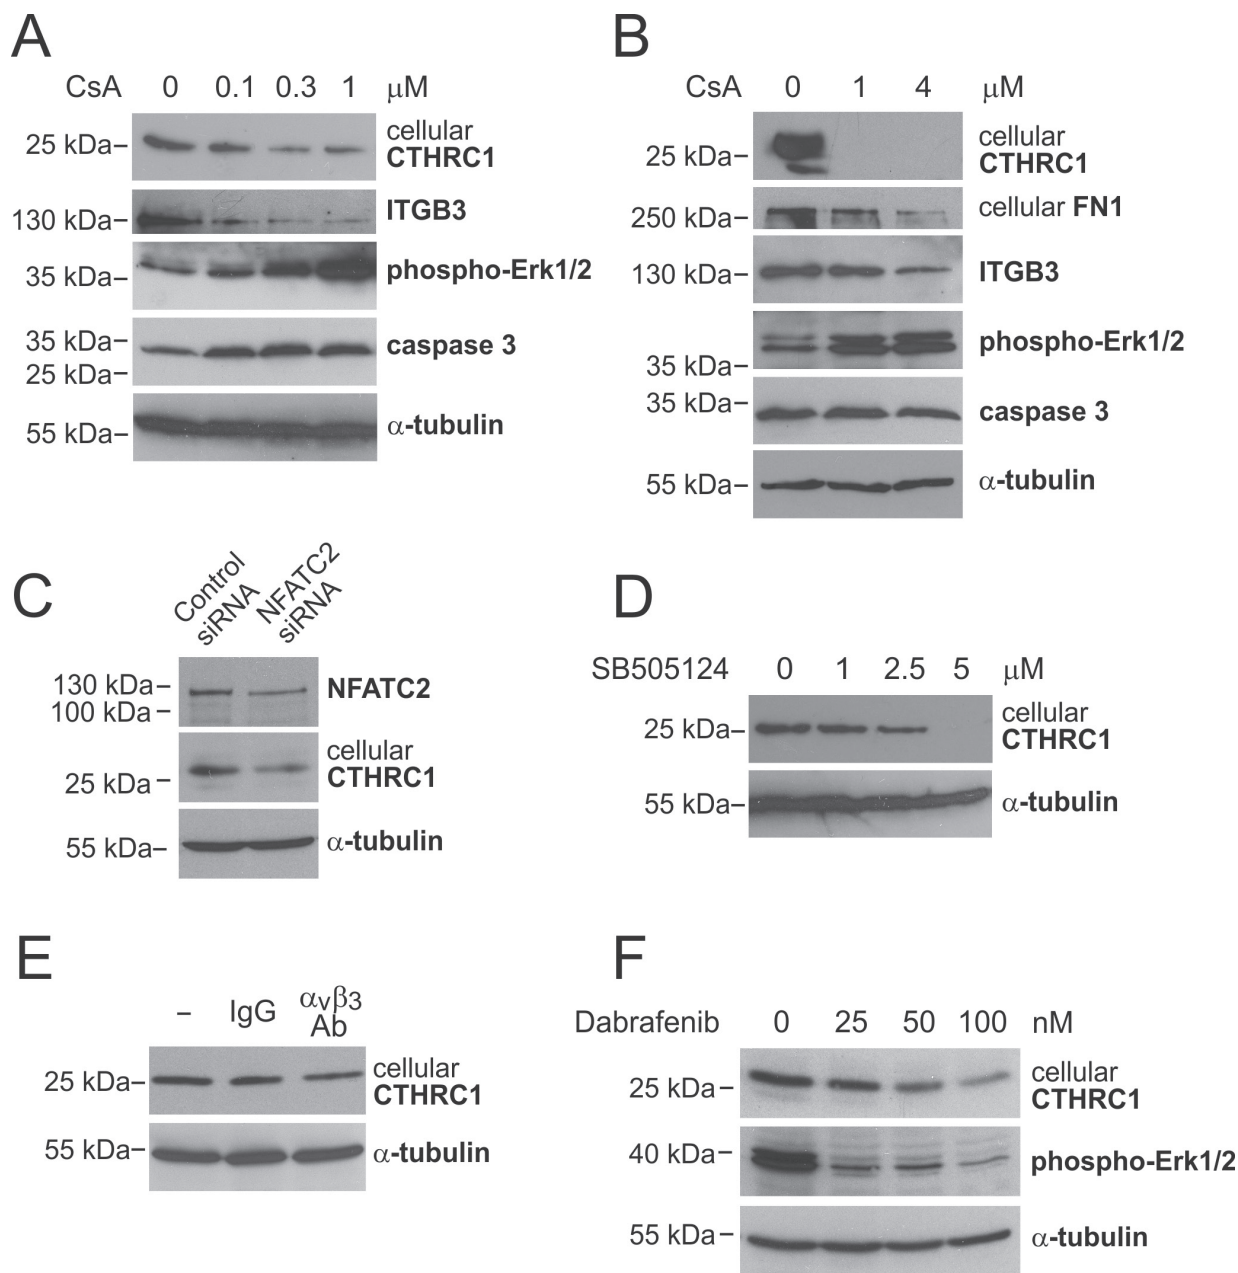 A
CsA 0 0.1 0.3 1 μM
25 kDa– cellular
CTHRC1
130 kDa– ITGB3
35 kDa– phospho-Erk1/2
35 kDa– caspase 3
25 kDa–
55 kDa– α-tubulin
B
CsA 0 1 4 μM
25 kDa– cellular
CTHRC1
250 kDa– cellular FN1
130 kDa– ITGB3
35 kDa– phospho-Erk1/2
35 kDa– caspase 3
55 kDa– α-tubulin
C
Control
siRNA
NFATC2
siRNA
130 kDa– NFATC2
100 kDa–
25 kDa– cellular
CTHRC1
55 kDa– α-tubulin
D
SB505124 0 1 2.5 5 μM
25 kDa– cellular
CTHRC1
55 kDa– α-tubulin
E
– IgG αvβ3
Ab
25 kDa– cellular
CTHRC1
55 kDa– α-tubulin
F
Dabrafenib 0 25 50 100 nM
25 kDa– cellular
CTHRC1
40 kDa– phospho-Erk1/2
55 kDa– α-tubulin